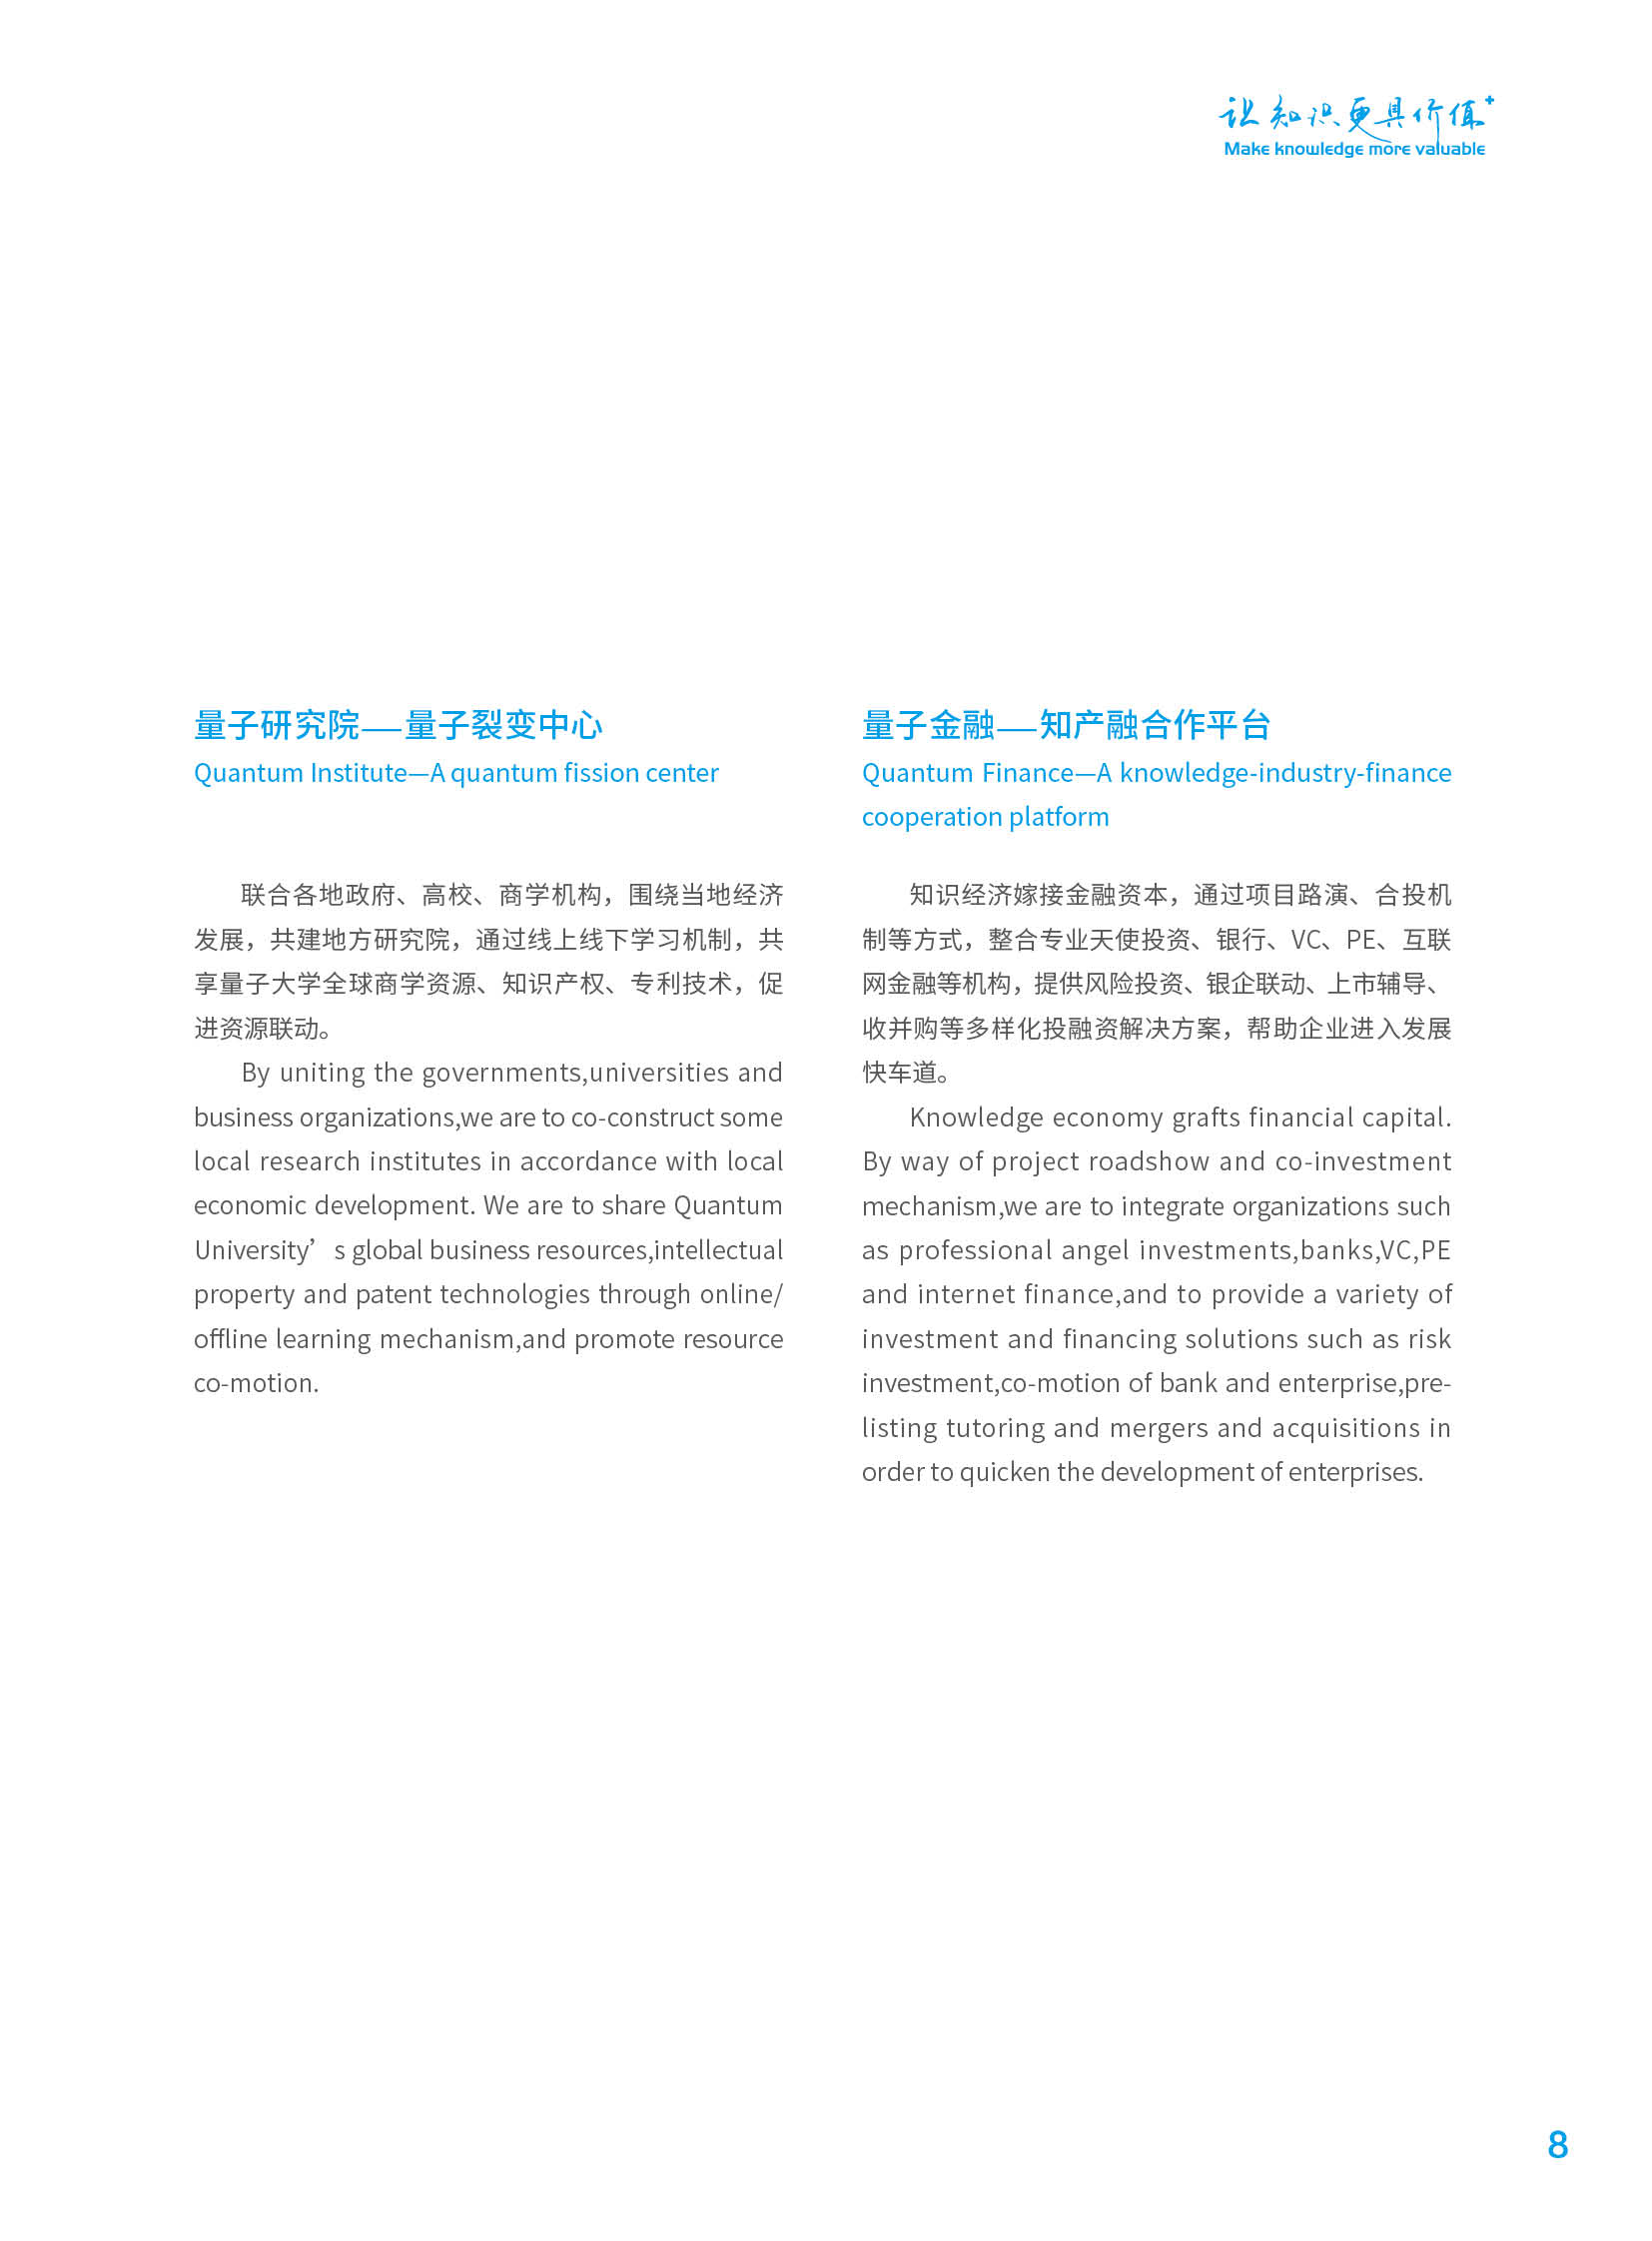 让知识更具价值+
Make knowledge more valuable
量子研究院——量子裂变中心
Quantum Institute—A quantum fission center
联合各地政府、高校、商学机构，围绕当地经济
发展，共建地方研究院，通过线上线下学习机制，共
享量子大学全球商学资源、知识产权、专利技术，促
进资源联动。
By uniting the governments,universities and
business organizations,we are to co-construct some
local research institutes in accordance with local
economic development. We are to share Quantum
University’s global business resources,intellectual
property and patent technologies through online/
offline learning mechanism,and promote resource
co-motion.
量子金融——知产融合作平台
Quantum Finance—A knowledge-industry-finance
cooperation platform
知识经济嫁接金融资本，通过项目路演、合投机
制等方式，整合专业天使投资、银行、VC、PE、互联
网金融等机构，提供风险投资、银企联动、上市辅导、
收并购等多样化投融资解决方案，帮助企业进入发展
快车道。
Knowledge economy grafts financial capital.
By way of project roadshow and co-investment
mechanism,we are to integrate organizations such
as professional angel investments,banks,VC,PE
and internet finance,and to provide a variety of
investment and financing solutions such as risk
investment,co-motion of bank and enterprise,pre-
listing tutoring and mergers and acquisitions in
order to quicken the development of enterprises.
8